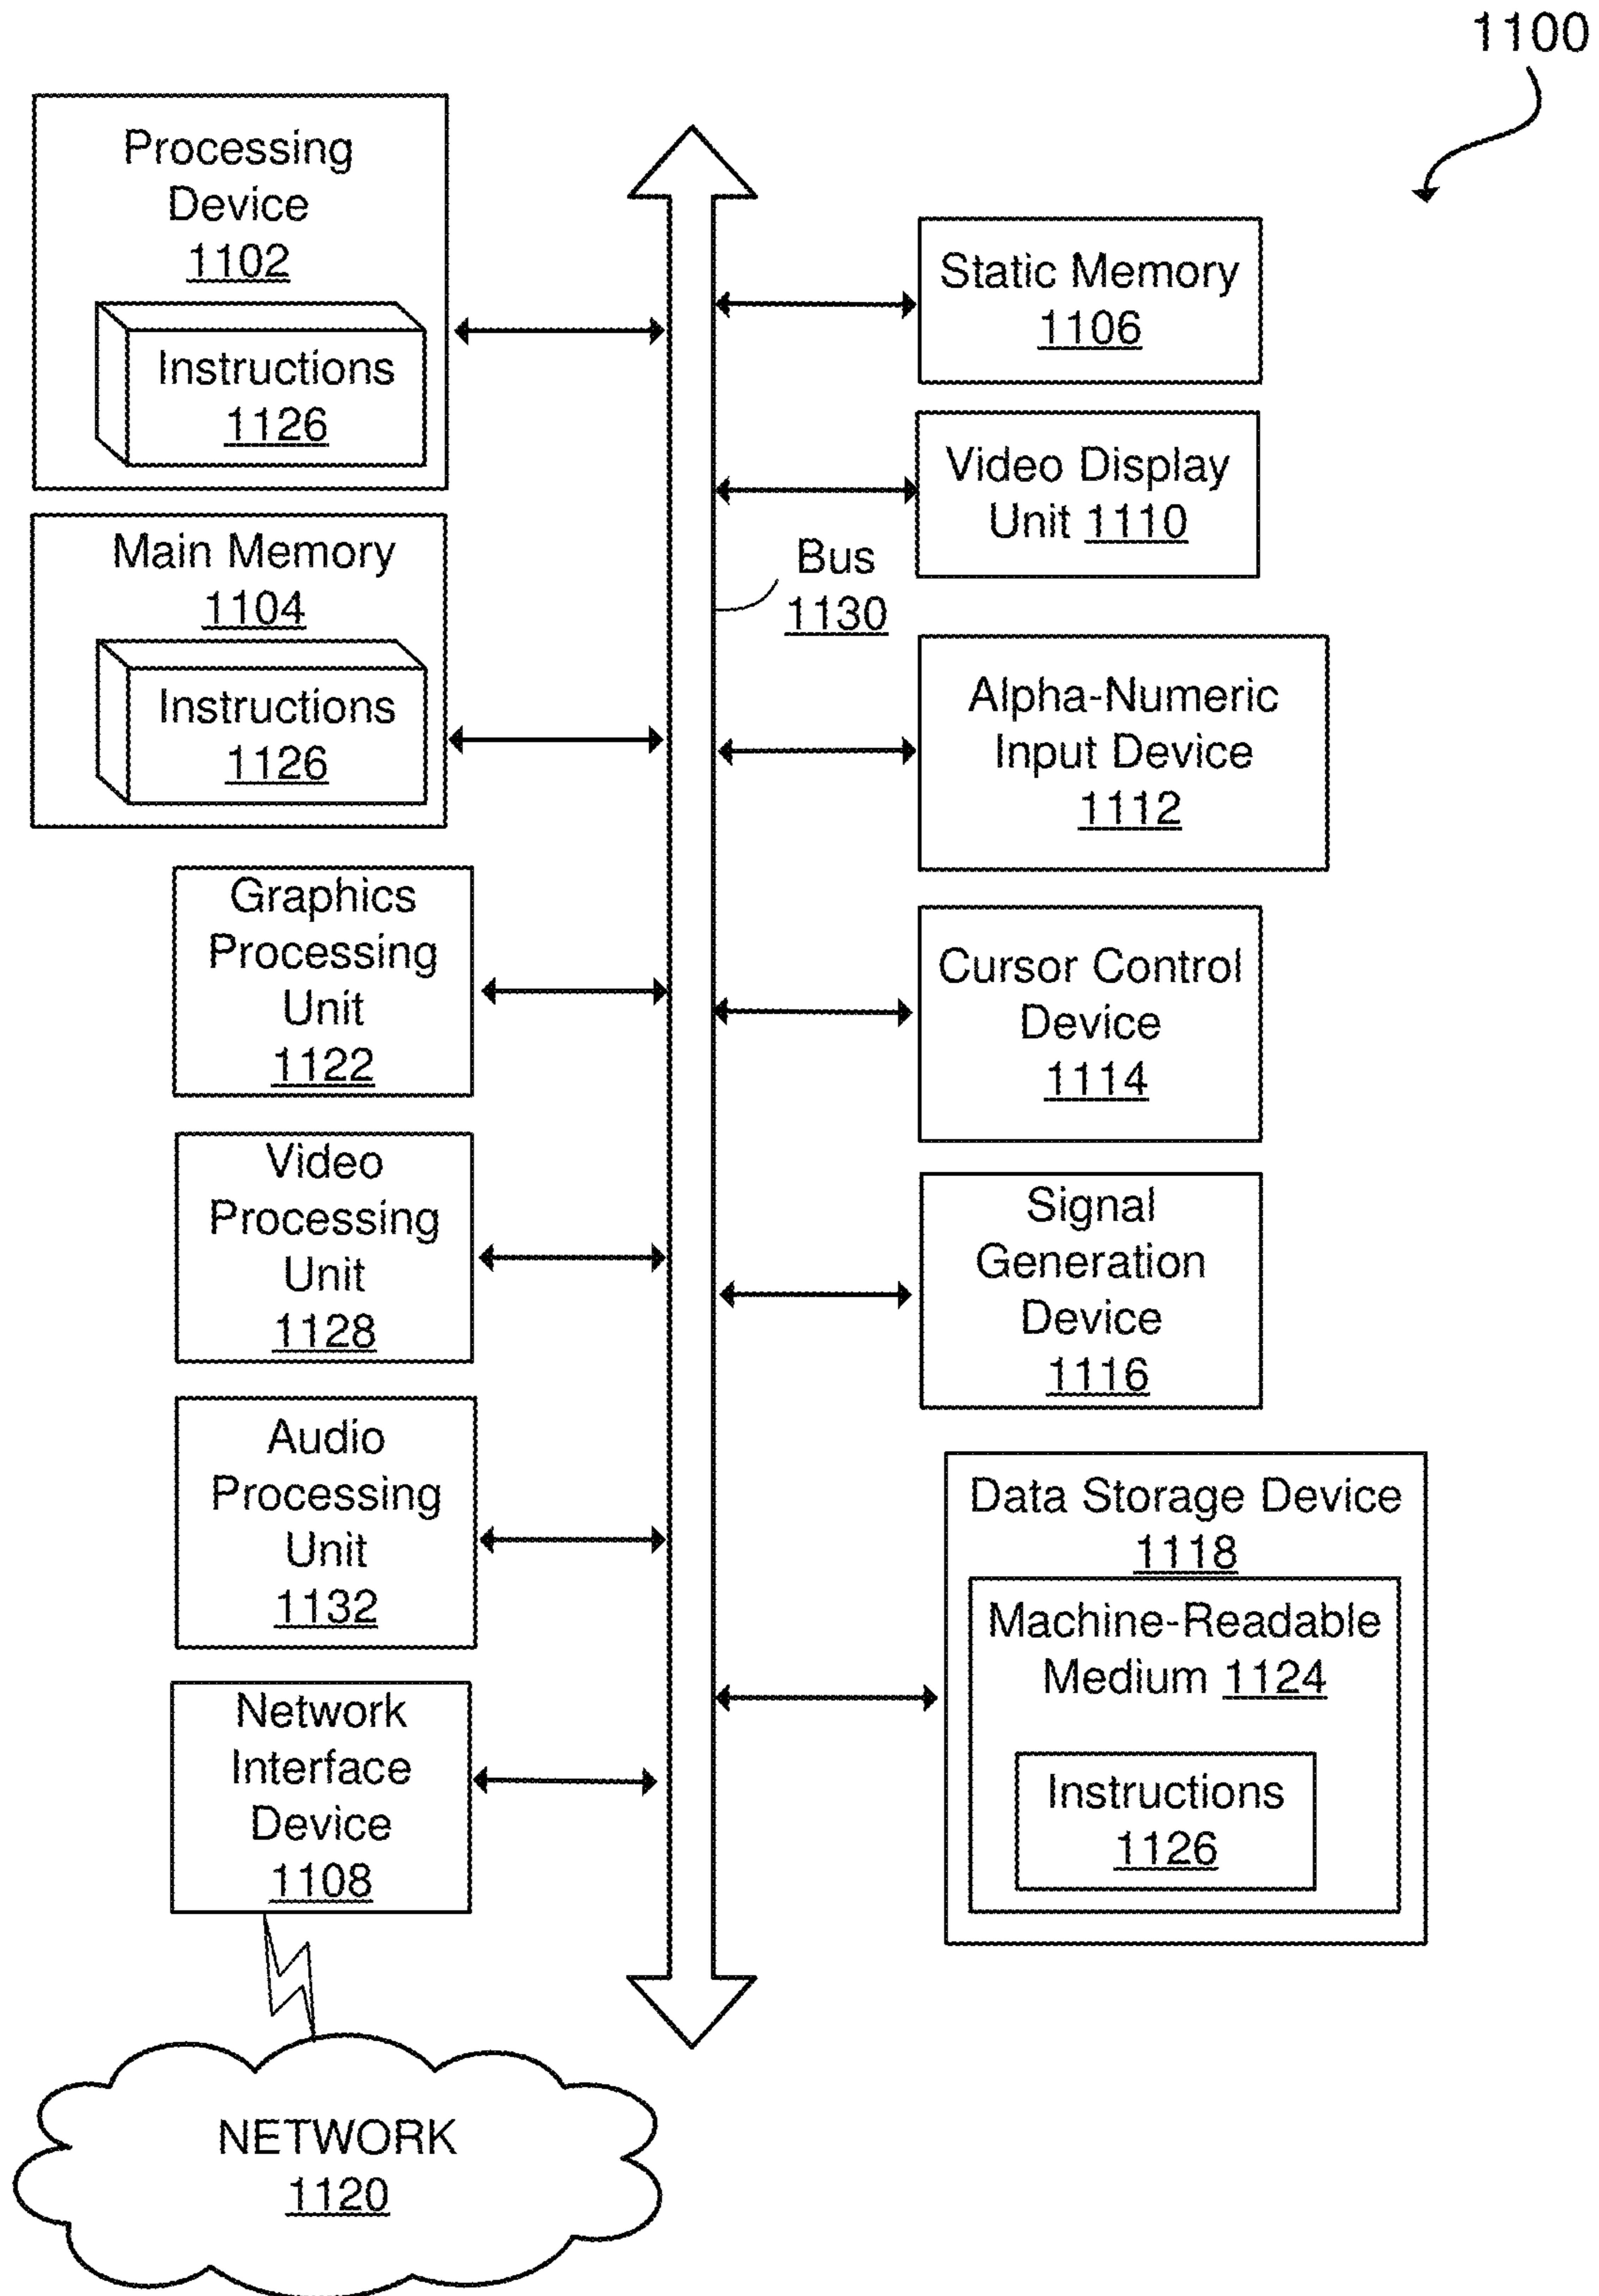 1100
Processing
Device
1102
Instructions
1126
Main Memory
1104
Instructions
1126
Graphics
Processing
Unit
1122
Video
Processing
Unit
1128
Audio
Processing
Unit
1132
Network
Interface
Device
1108
NETWORK
1120
Bus
1130
Static Memory
1106
Video Display
Unit 1110
Alpha-Numeric
Input Device
1112
Cursor Control
Device
1114
Signal
Generation
Device
1116
Data Storage Device
1118
Machine-Readable
Medium 1124
Instructions
1126